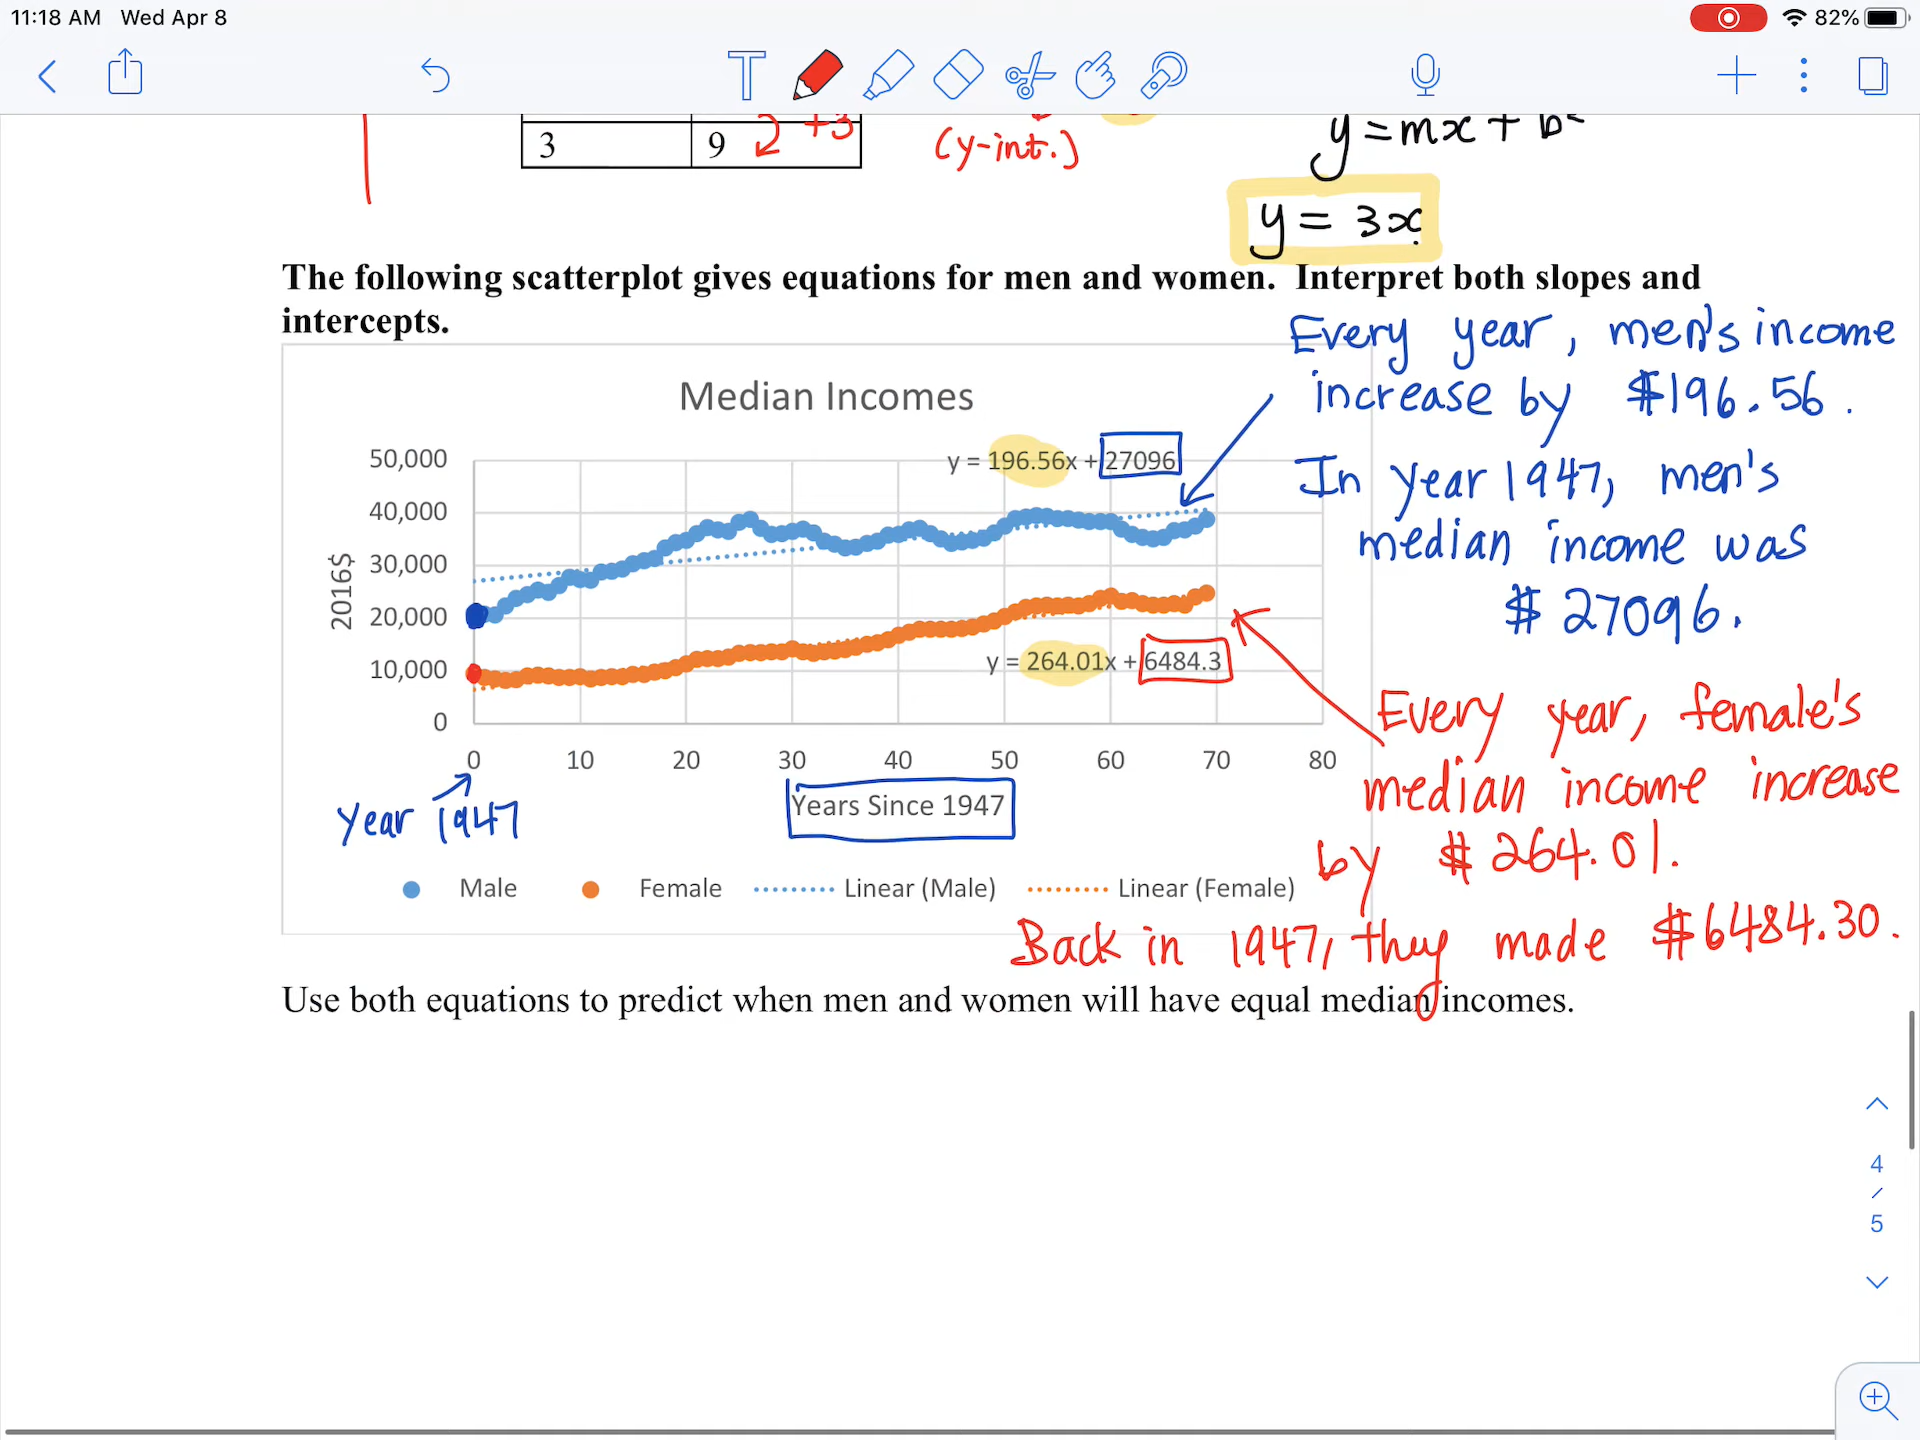 11:18 AM Wed Apr 8
82%
T
3 9 +3
(y-int.)
y = mx + b
y = 3x
The following scatterplot gives equations for men and women. Interpret both slopes and
intercepts.
Every year, men's income
increase by $196.56.
In year 1947, men's
median income was
$ 27096.
Median Incomes
y = 196.56x + 27096
50,000
40,000
30,000
20,000
10,000
0
2016$
y = 264.01x + 6484.3
0 10 20 30 40 50 60 70 80
Years Since 1947
Year 1947
Every year, female's
median income increase
by $ 264.01.
Male Female Linear (Male) Linear (Female)
Back in 1947, they made $6484.30.
Use both equations to predict when men and women will have equal median incomes.
4
/
5